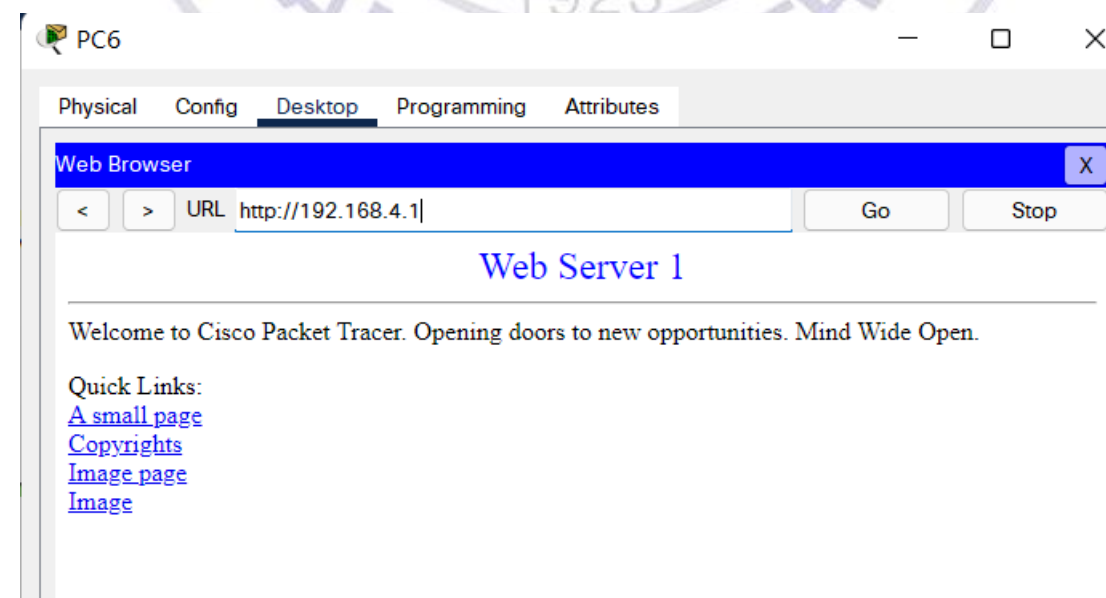 1923
PC6
Physical Config Desktop Programming Attributes
Web Browser X
< > URL http://192.168.4.1 Go Stop
Web Server 1
Welcome to Cisco Packet Tracer. Opening doors to new opportunities. Mind Wide Open.
Quick Links:
A small page
Copyrights
Image page
Image